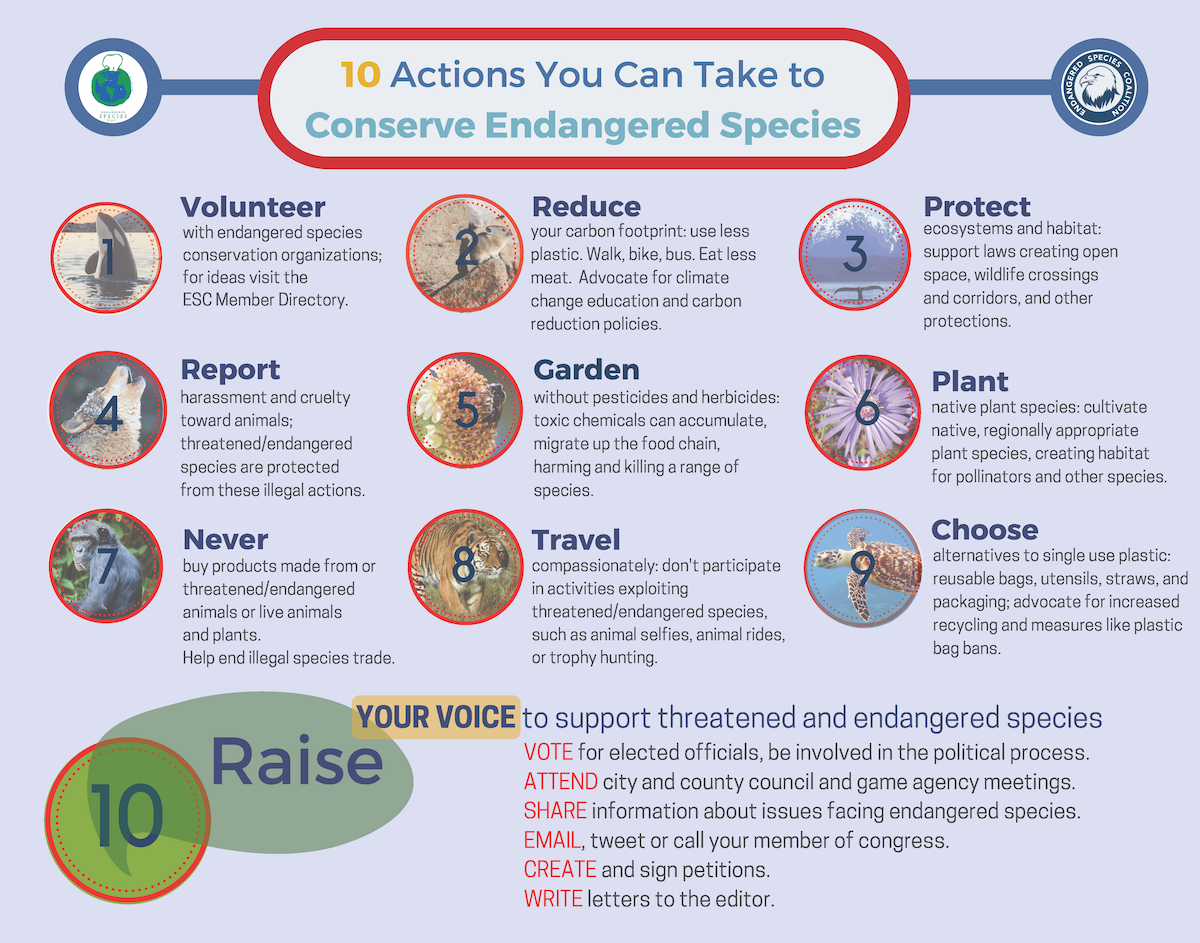 10 Actions You Can Take to
Conserve Endangered Species
ENDANGERED
SPECIES
DAY
ENDANGERED SPECIES COALITION
1
Volunteer
with endangered species
conservation organizations;
for ideas visit the
ESC Member Directory.
2
Reduce
your carbon footprint: use less
plastic. Walk, bike, bus. Eat less
meat. Advocate for climate
change education and carbon
reduction policies.
3
Protect
ecosystems and habitat:
support laws creating open
space, wildlife crossings
and corridors, and other
protections.
4
Report
harassment and cruelty
toward animals;
threatened/endangered
species are protected
from these illegal actions.
5
Garden
without pesticides and herbicides:
toxic chemicals can accumulate,
migrate up the food chain,
harming and killing a range of
species.
6
Plant
native plant species: cultivate
native, regionally appropriate
plant species, creating habitat
for pollinators and other species.
7
Never
buy products made from or
threatened/endangered
animals or live animals
and plants.
Help end illegal species trade.
8
Travel
compassionately: don't participate
in activities exploiting
threatened/endangered species,
such as animal selfies, animal rides,
or trophy hunting.
9
Choose
alternatives to single use plastic:
reusable bags, utensils, straws, and
packaging; advocate for increased
recycling and measures like plastic
bag bans.
10
Raise
YOUR VOICE to support threatened and endangered species
VOTE for elected officials, be involved in the political process.
ATTEND city and county council and game agency meetings.
SHARE information about issues facing endangered species.
EMAIL, tweet or call your member of congress.
CREATE and sign petitions.
WRITE letters to the editor.